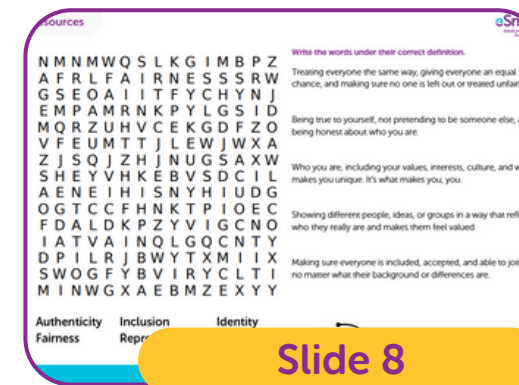 sources
eSn
N M N M W Q S L K G I M B P Z
A F R L F A I R N E S S S R W
G S E O A I I T F Y C H Y N J
E M P A M R N K P Y L G S I D
M Q R Z U H V C E K G D F Z O
V F E U M T T J L E W J W X A
Z J S Q J Z H J N U G S A X W
S H E Y V H K E B V S D C I L
A E N E I H I S N Y H I U D G
O G T C C F H N K T P I O E C
F D A L D K P Z Y V I G C N O
I A T V A I N Q L G Q C N T Y
D P I L R J B W Y T X M I I X
S W O G F Y B V I R Y C L T I
M I N W G X A E B M Z E X Y Y
Authenticity Inclusion Identity
Fairness Repr
Write the words under their correct definition.
Treating everyone the same way, giving everyone an equal
chance, and making sure no one is left out or treated unfair
Being true to yourself, not pretending to be someone else, a
being honest about who you are.
Who you are, including your values, interests, culture, and w
makes you unique. It's what makes you, you.
Showing different people, ideas, or groups in a way that refl
who they really are and makes them feel valued.
Making sure everyone is included, accepted, and able to join
no matter what their background or differences are.
Slide 8